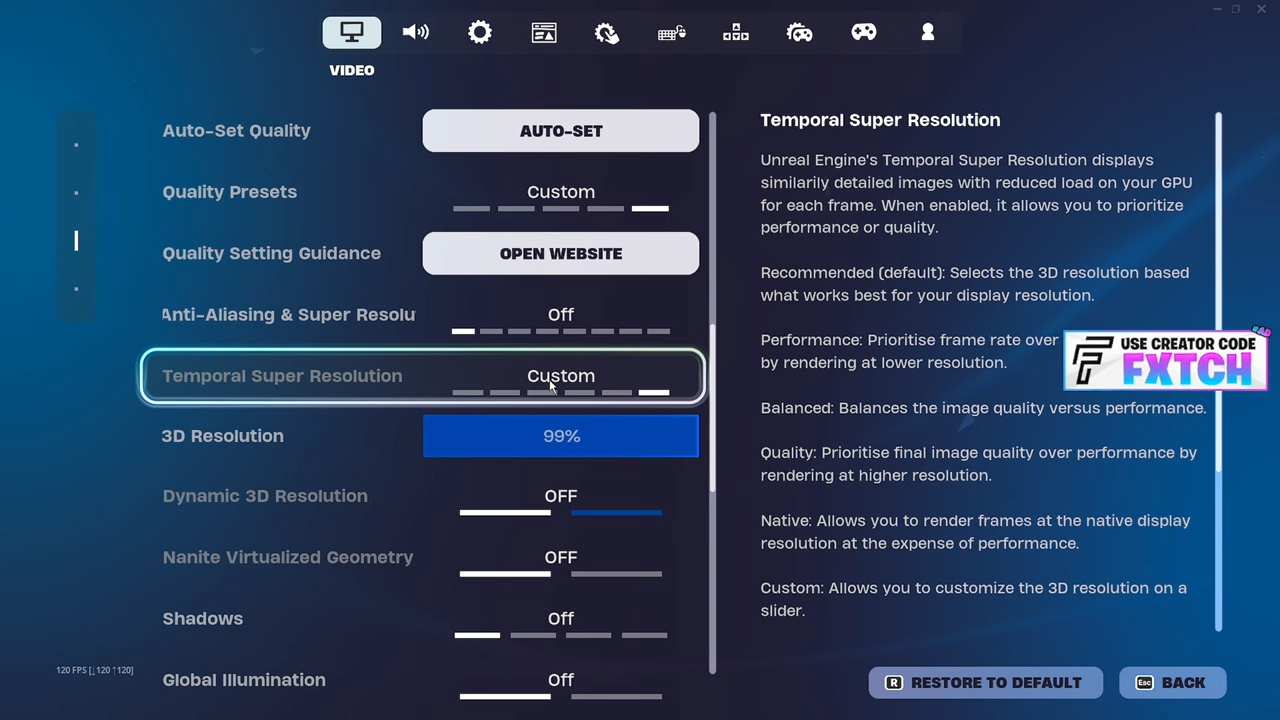 VIDEO
Auto-Set Quality
AUTO-SET
Quality Presets
Custom
Quality Setting Guidance
OPEN WEBSITE
Anti-Aliasing & Super Resolu
Off
Temporal Super Resolution
Custom
3D Resolution
99%
Dynamic 3D Resolution
OFF
Nanite Virtualized Geometry
OFF
Shadows
Off
Global Illumination
Off
Temporal Super Resolution
Unreal Engine's Temporal Super Resolution displays
similarily detailed images with reduced load on your GPU
for each frame. When enabled, it allows you to prioritize
performance or quality.
Recommended (default): Selects the 3D resolution based
what works best for your display resolution.
Performance: Prioritise frame rate over
by rendering at lower resolution.
Balanced: Balances the image quality versus performance.
Quality: Prioritise final image quality over performance by
rendering at higher resolution.
Native: Allows you to render frames at the native display
resolution at the expense of performance.
Custom: Allows you to customize the 3D resolution on a
slider.
#AD
USE CREATOR CODE
FXTCH
120 FPS [↓120 ↑120]
R RESTORE TO DEFAULT
Esc BACK